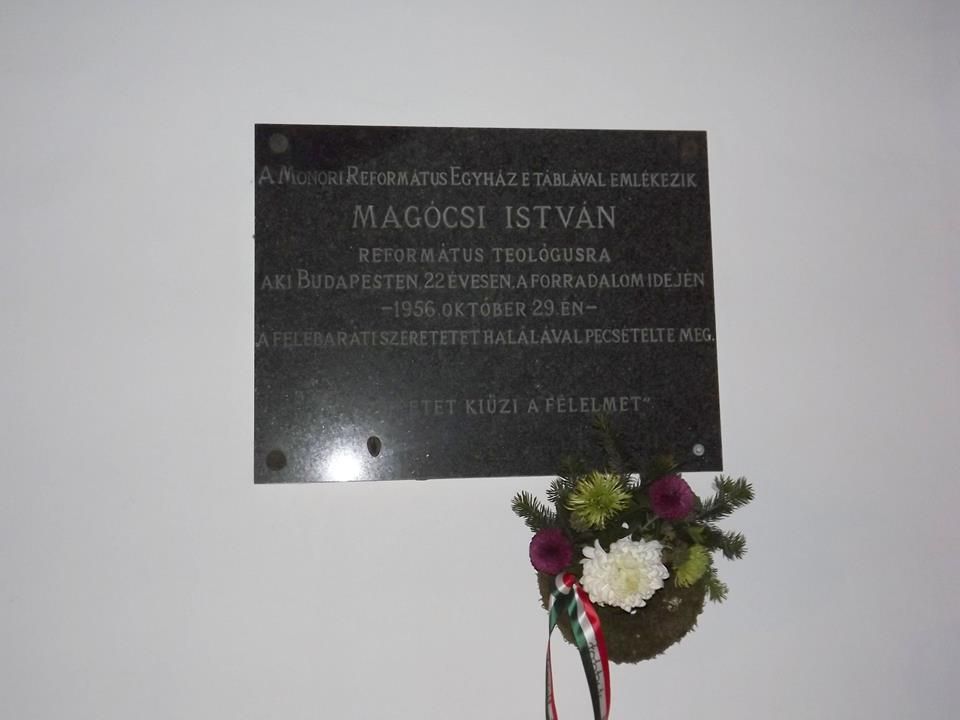 A MONORI REFORMÁTUS EGYHÁZ E TÁBLÁVAL EMLÉKEZIK
MAGÓCSI ISTVÁN
REFORMÁTUS TEOLÓGUSRA
AKI BUDAPESTEN, 22 ÉVESEN, A FORRADALOM IDEJÉN
-1956. OKTÓBER 29.ÉN-
A FELEBARÁTI SZERETETET HALÁLÁVAL PECSÉTELTE MEG.
KIŰZI A FÉLELMET"